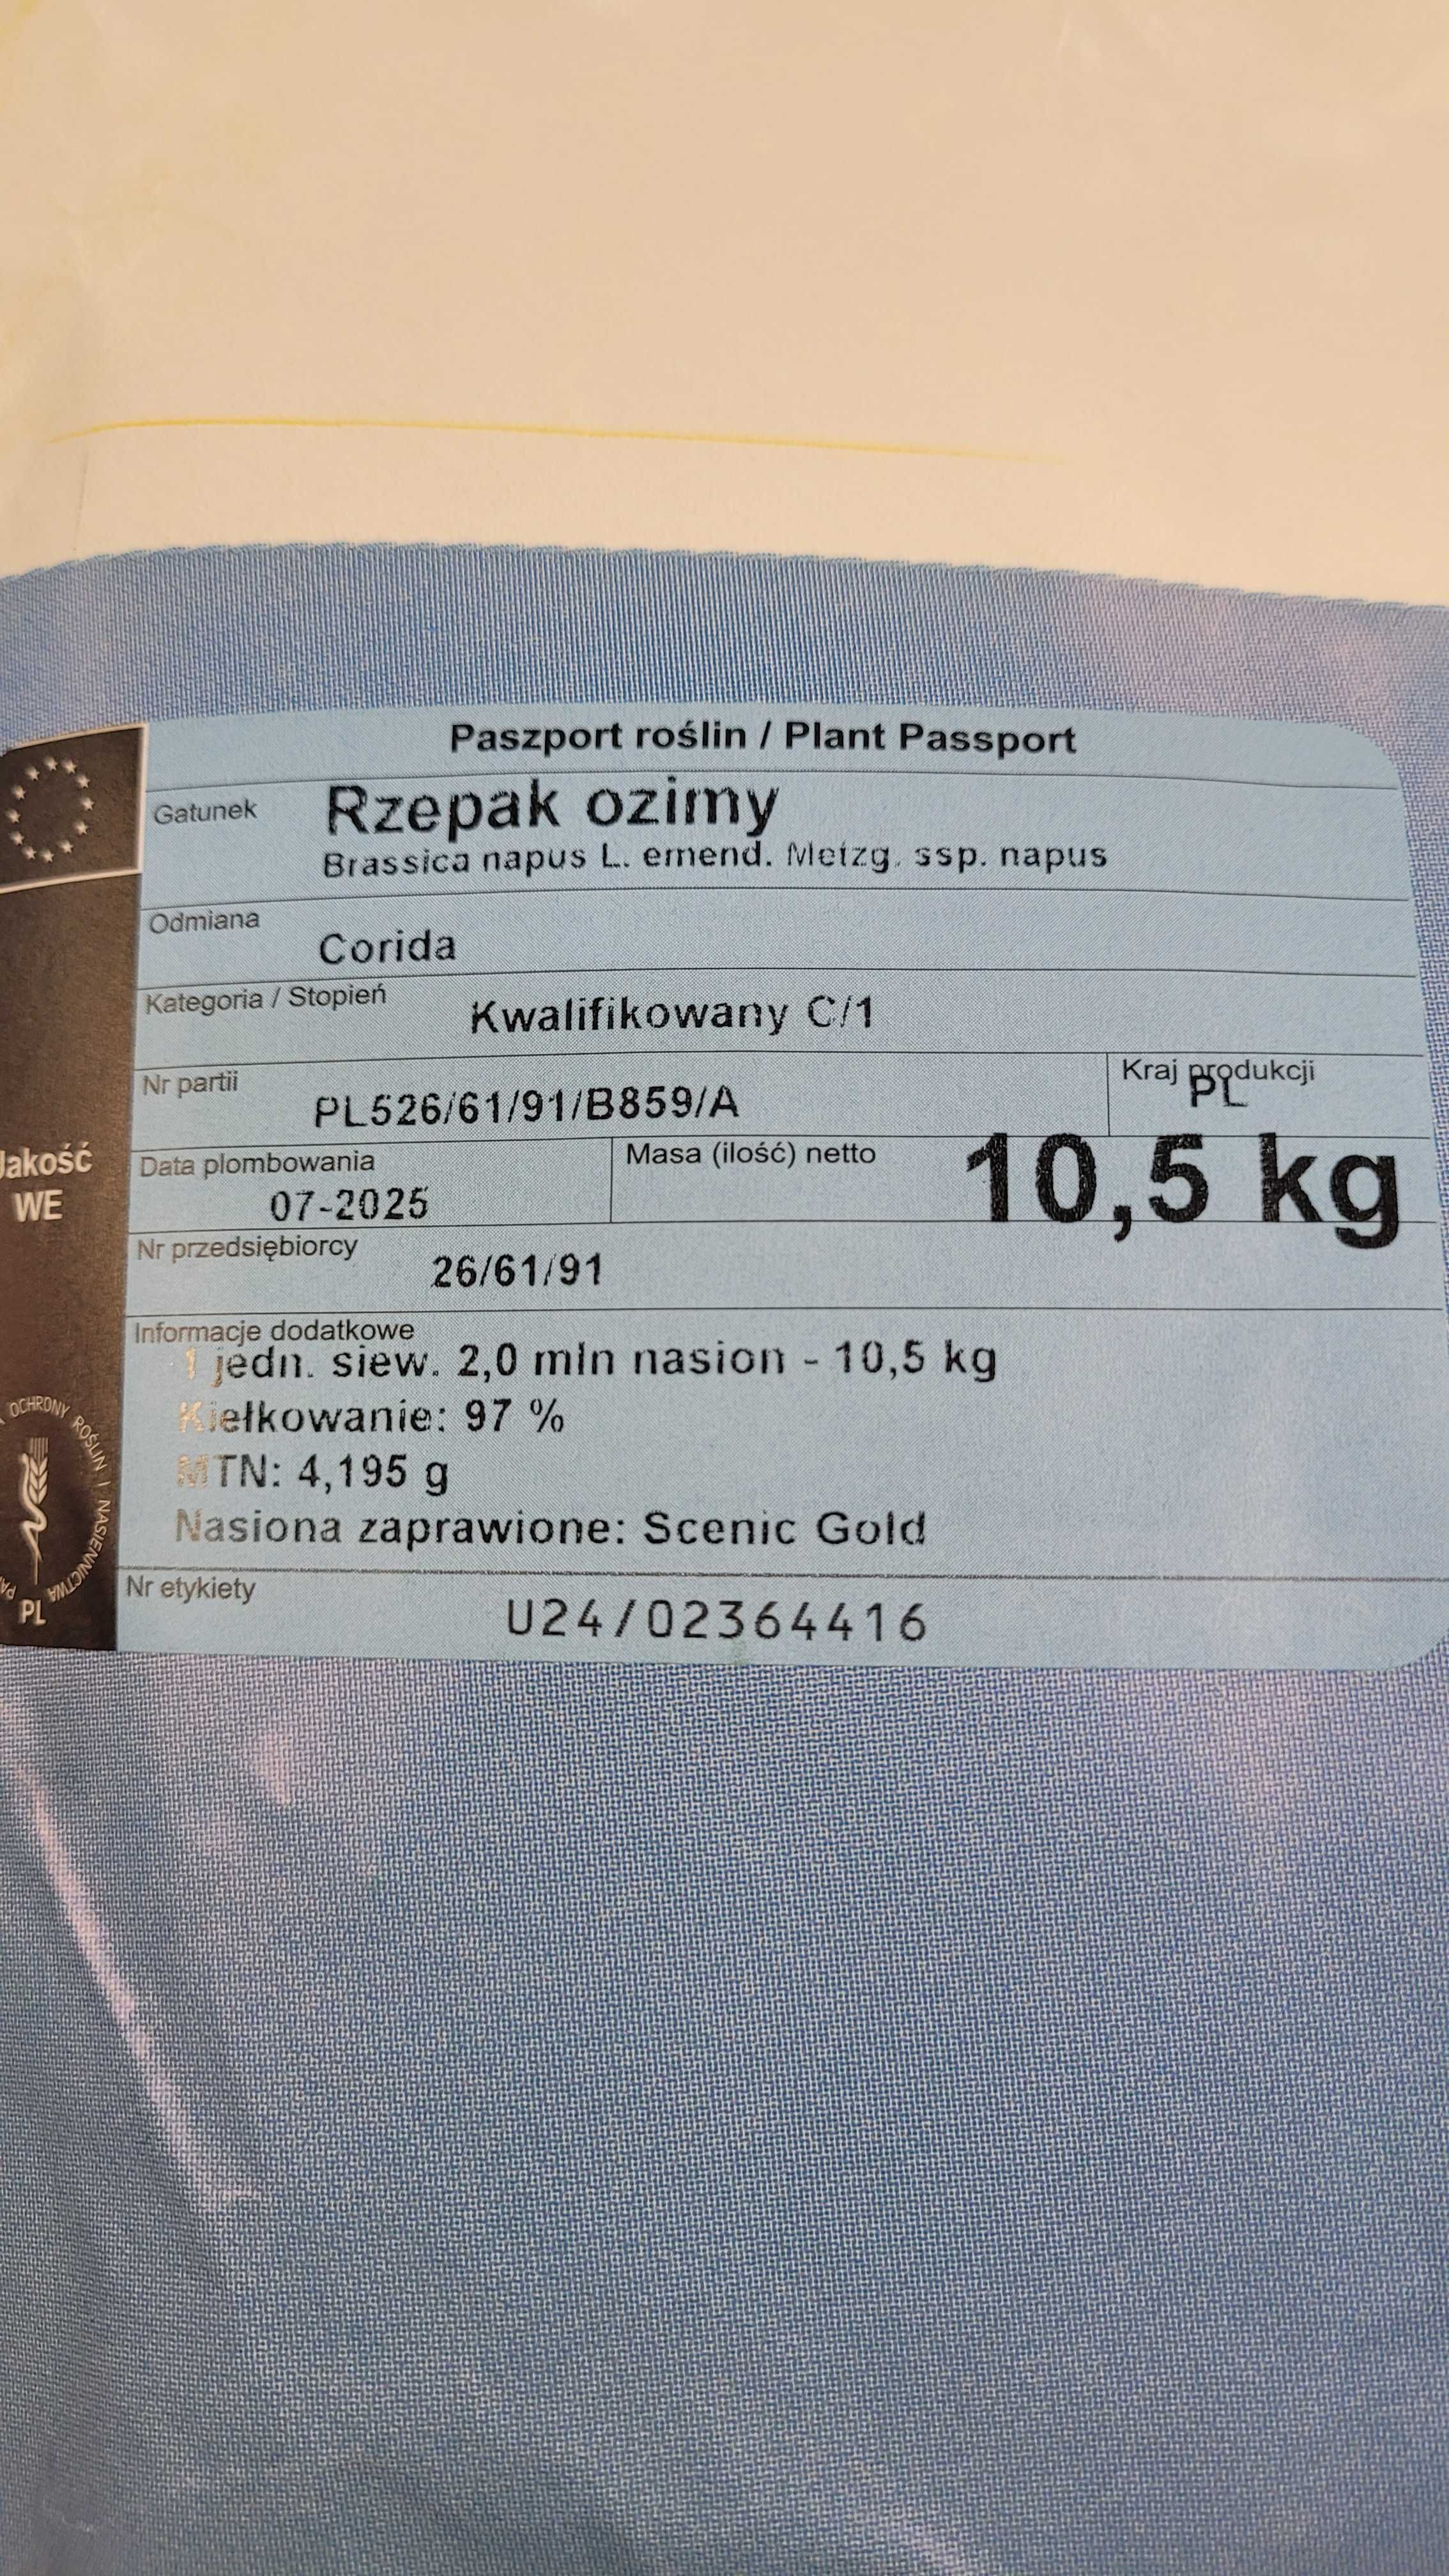 Paszport roślin / Plant Passport
Gatunek Rzepak ozimy
Brassica napus L. emend. Metzg. ssp. napus
Odmiana
Corida
Kategoria / Stopień Kwalifikowany C/1
Nr partii PL526/61/91/B859/A
Kraj produkcji
PL
Data plombowania
07-2025
Masa (ilość) netto 10,5 kg
Nr przedsiębiorcy 26/61/91
Informacje dodatkowe
1 jedn. siew. 2,0 mln nasion - 10,5 kg
Kiełkowanie: 97 %
MTN: 4,195 g
Nasiona zaprawione: Scenic Gold
Nr etykiety U24/02364416
Jakość
WE
OCHRONY ROŚLIN I NASIENNICTWA
PL